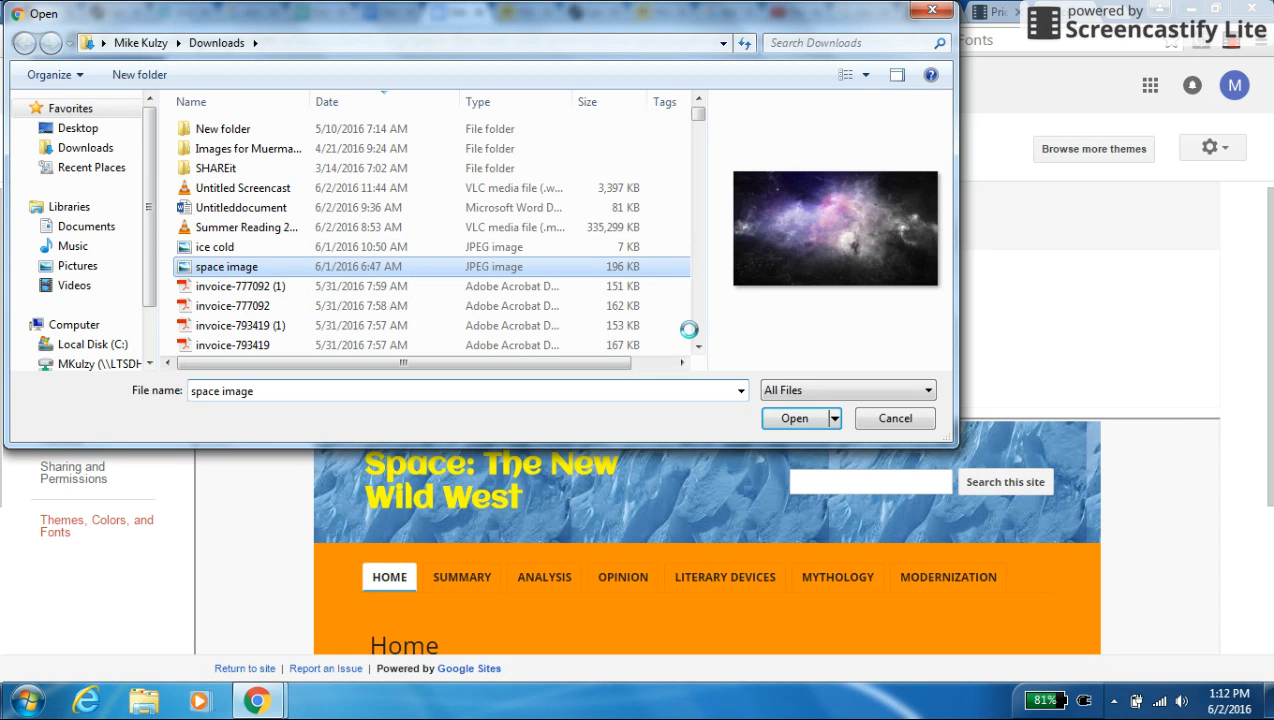 Open
powered by
Screencastify Lite
Pric
Mike Kulzy
Downloads
Search Downloads
Fonts
Organize
New folder
M
Favorites
Desktop
Downloads
Recent Places
Libraries
Documents
Music
Pictures
Videos
Computer
Local Disk (C:)
MKulzy (\\LTSDH
Name Date Type Size Tags
New folder 5/10/2016 7:14 AM File folder
Images for Muerma... 4/21/2016 9:24 AM File folder
SHAREit 3/14/2016 7:02 AM File folder
Untitled Screencast 6/2/2016 11:44 AM VLC media file (.w... 3,397 KB
Untitleddocument 6/2/2016 9:36 AM Microsoft Word D... 81 KB
Summer Reading 2... 6/2/2016 8:53 AM VLC media file (.m... 335,299 KB
ice cold 6/1/2016 10:50 AM JPEG image 7 KB
space image 6/1/2016 6:47 AM JPEG image 196 KB
invoice-777092 (1) 5/31/2016 7:59 AM Adobe Acrobat D... 151 KB
invoice-777092 5/31/2016 7:58 AM Adobe Acrobat D... 162 KB
invoice-793419 (1) 5/31/2016 7:57 AM Adobe Acrobat D... 153 KB
invoice-793419 5/31/2016 7:57 AM Adobe Acrobat D... 167 KB
File name: space image
All Files
Open
Cancel
Browse more themes
Sharing and
Permissions
Themes, Colors, and
Fonts
Space: The New
Wild West
Search this site
HOME SUMMARY ANALYSIS OPINION LITERARY DEVICES MYTHOLOGY MODERNIZATION
Home
Return to site | Report an Issue | Powered by Google Sites
81%
1:12 PM
6/2/2016